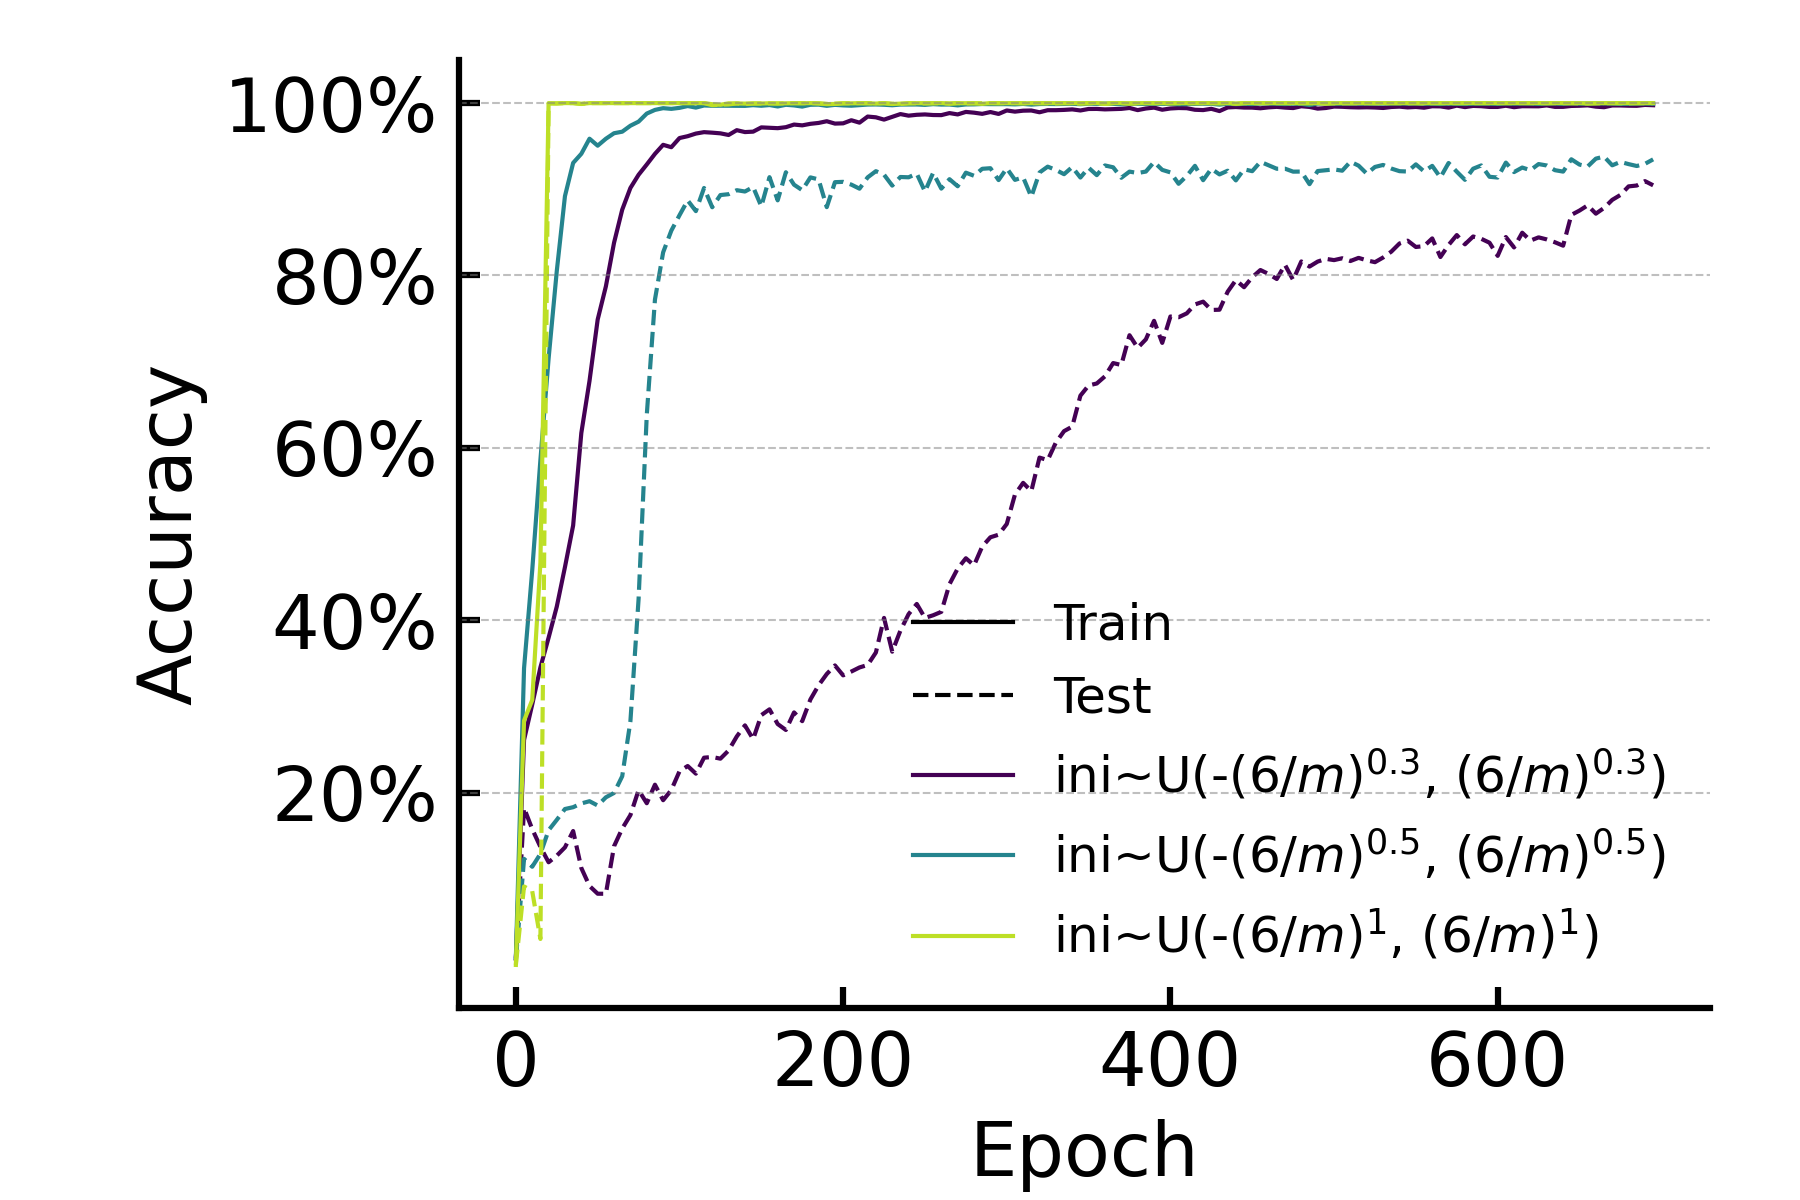 100%
80%
60%
40%
20%
Accuracy
0
200
400
600
Epoch
Train
Test
ini~U(-(6/m)^0.3, (6/m)^0.3)
ini~U(-(6/m)^0.5, (6/m)^0.5)
ini~U(-(6/m)^1, (6/m)^1)